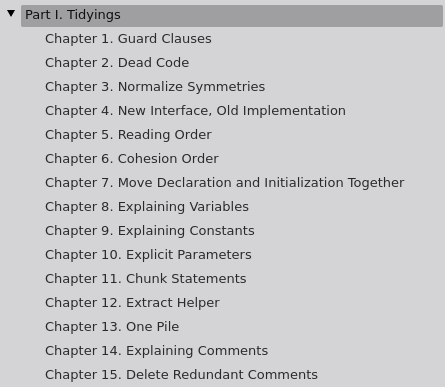 Part I. Tidyings
Chapter 1. Guard Clauses
Chapter 2. Dead Code
Chapter 3. Normalize Symmetries
Chapter 4. New Interface, Old Implementation
Chapter 5. Reading Order
Chapter 6. Cohesion Order
Chapter 7. Move Declaration and Initialization Together
Chapter 8. Explaining Variables
Chapter 9. Explaining Constants
Chapter 10. Explicit Parameters
Chapter 11. Chunk Statements
Chapter 12. Extract Helper
Chapter 13. One Pile
Chapter 14. Explaining Comments
Chapter 15. Delete Redundant Comments